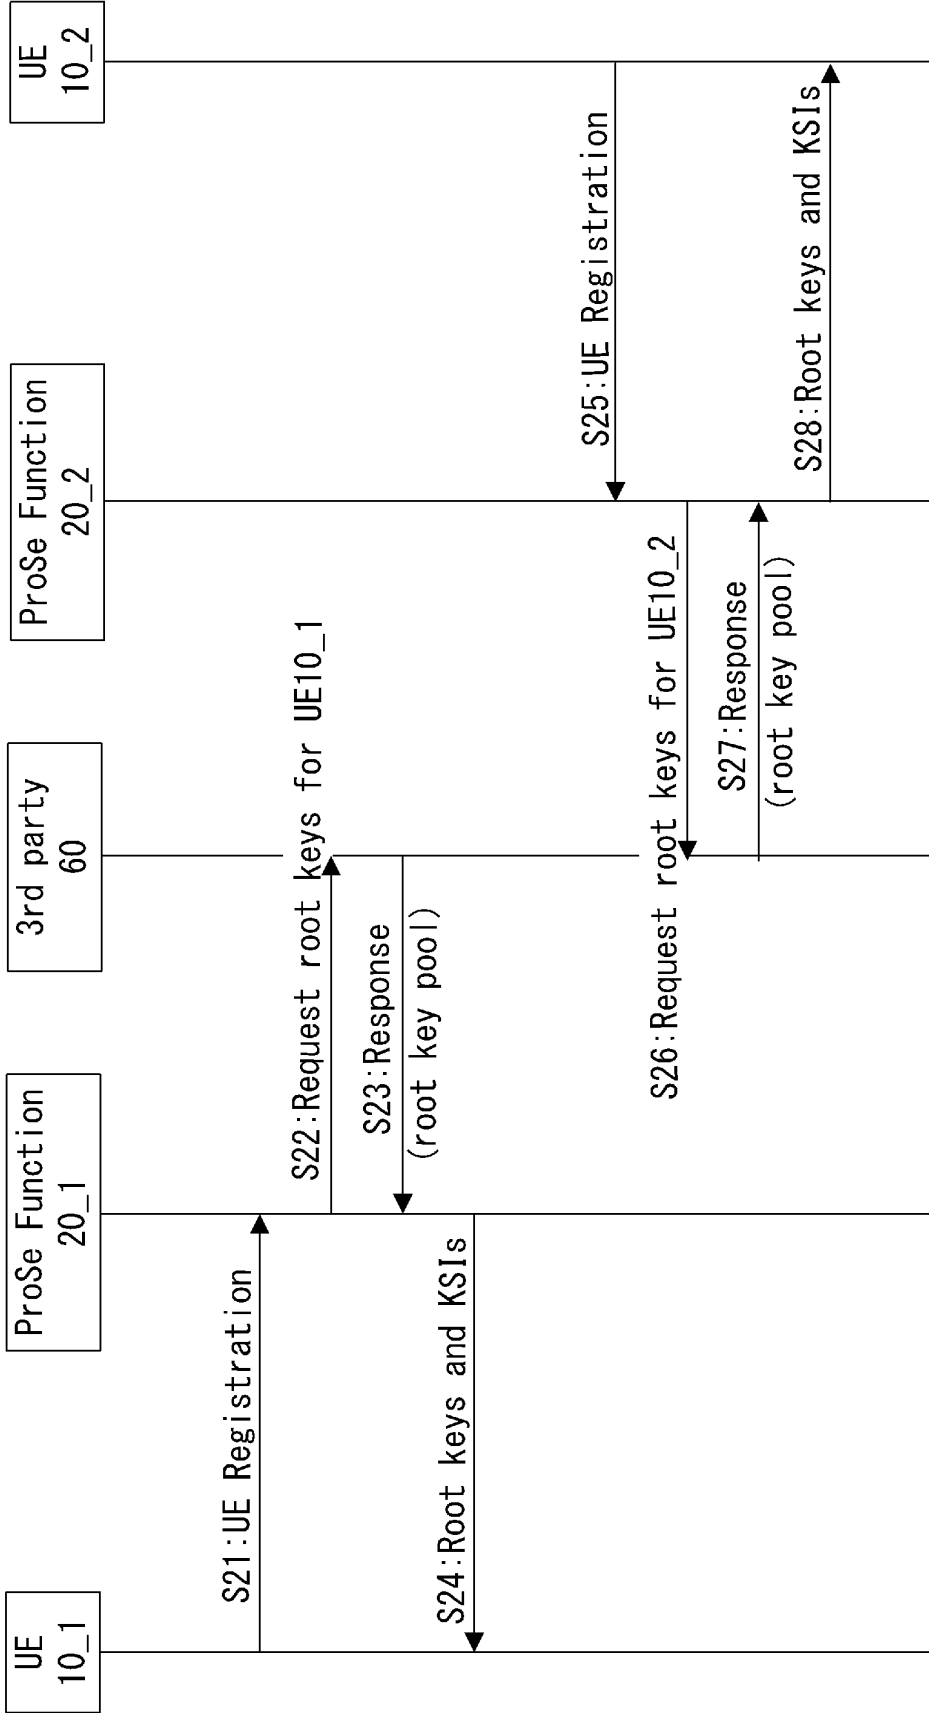 UE
10_1
ProSe Function
20_1
3rd party
60
ProSe Function
20_2
UE
10_2
S21:UE Registration
S22:Request root keys for UE10_1
S23:Response
(root key pool)
S24:Root keys and KSIs
S25:UE Registration
S26:Request root keys for UE10_2
S27:Response
(root key pool)
S28:Root keys and KSIs